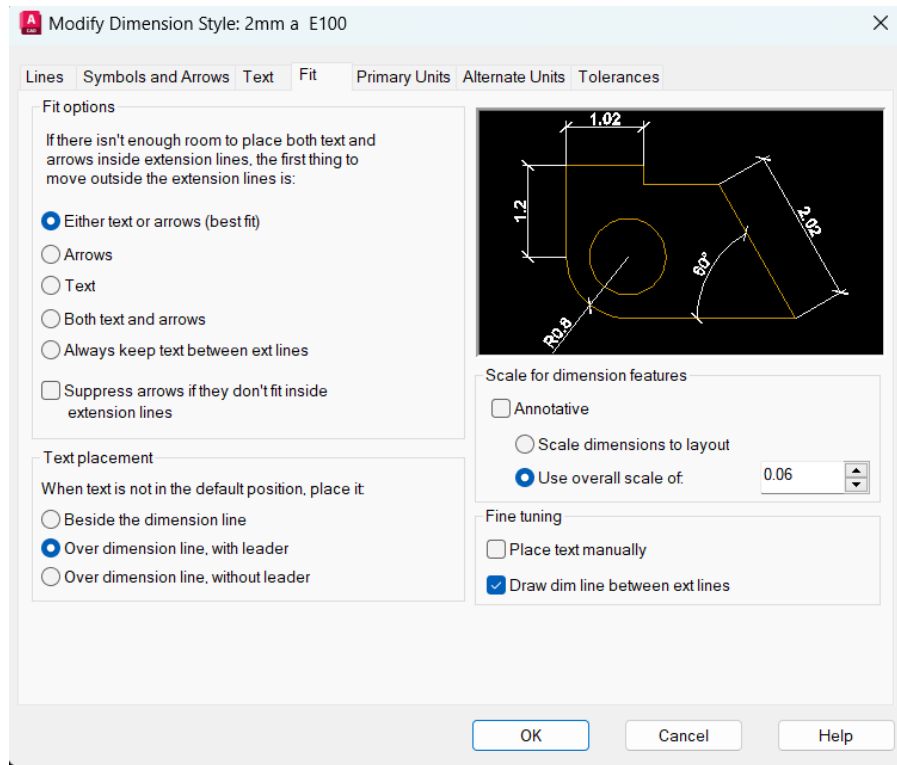 A
CAD
Modify Dimension Style: 2mm a E100
Lines
Symbols and Arrows
Text
Fit
Primary Units
Alternate Units
Tolerances
Fit options
If there isn't enough room to place both text and
arrows inside extension lines, the first thing to
move outside the extension lines is:
Either text or arrows (best fit)
Arrows
Text
Both text and arrows
Always keep text between ext lines
Suppress arrows if they don't fit inside
extension lines
Text placement
When text is not in the default position, place it:
Beside the dimension line
Over dimension line, with leader
Over dimension line, without leader
1.02
1.2
2.02
60°
R0.8
Scale for dimension features
Annotative
Scale dimensions to layout
Use overall scale of:
0.06
Fine tuning
Place text manually
Draw dim line between ext lines
OK
Cancel
Help